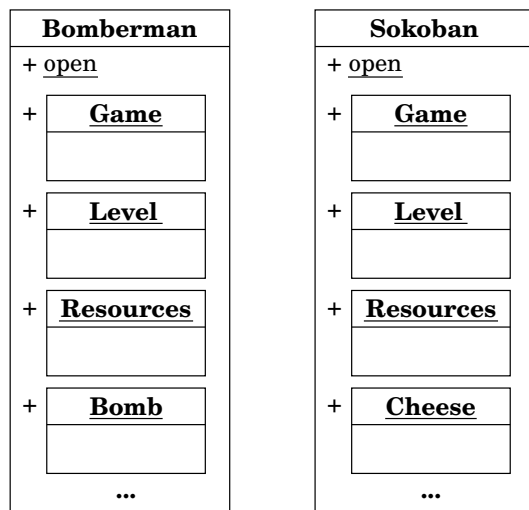 Bomberman
+ open
+ Game
+ Level
+ Resources
+ Bomb
...
Sokoban
+ open
+ Game
+ Level
+ Resources
+ Cheese
...